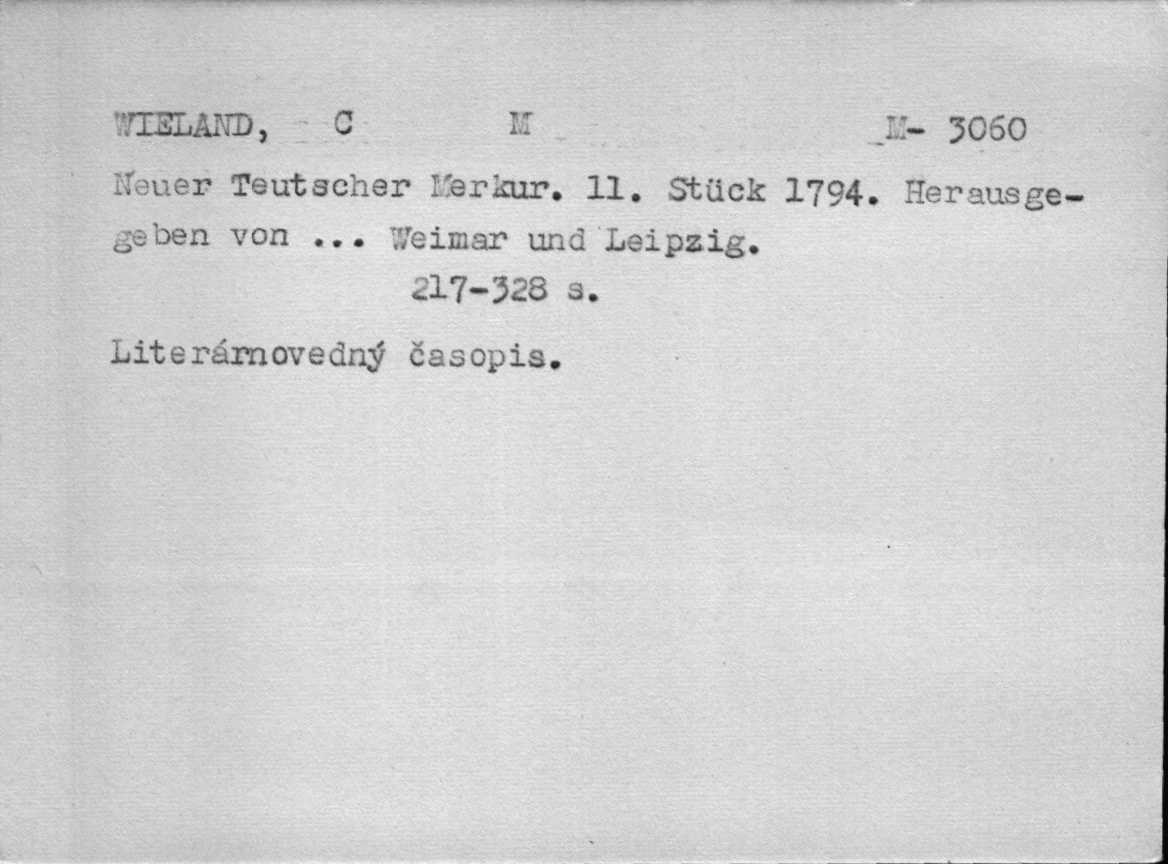 WIELAND, C M M- 3060
Neuer Teutscher Merkur. 11. Stück 1794. Herausge-
geben von ... Weimar und Leipzig.
217-328 s.
Literárnovedný časopis.